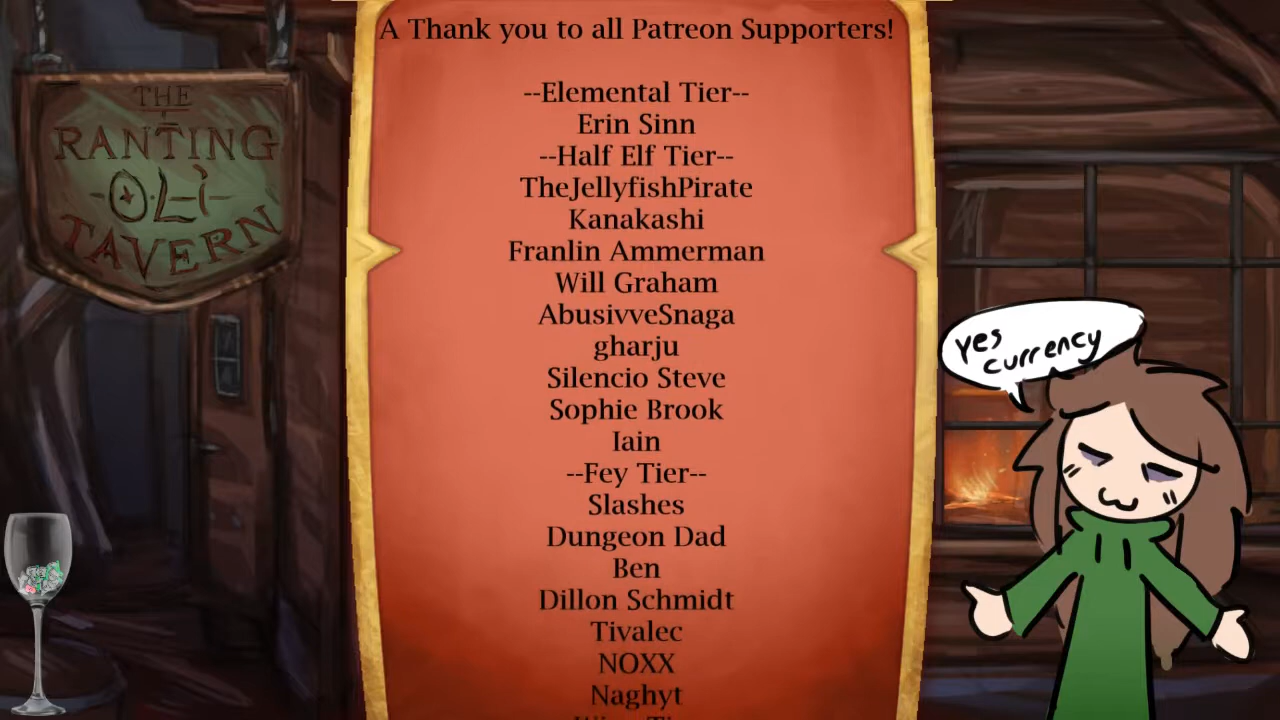 THE
RANTING
OLI
TAVERN
A Thank you to all Patreon Supporters!
--Elemental Tier--
Erin Sinn
--Half Elf Tier--
TheJellyfishPirate
Kanakashi
Franlin Ammerman
Will Graham
AbusivveSnaga
gharju
Silencio Steve
Sophie Brook
Iain
--Fey Tier--
Slashes
Dungeon Dad
Ben
Dillon Schmidt
Tivalec
NOXX
Naghyt
yes
currency